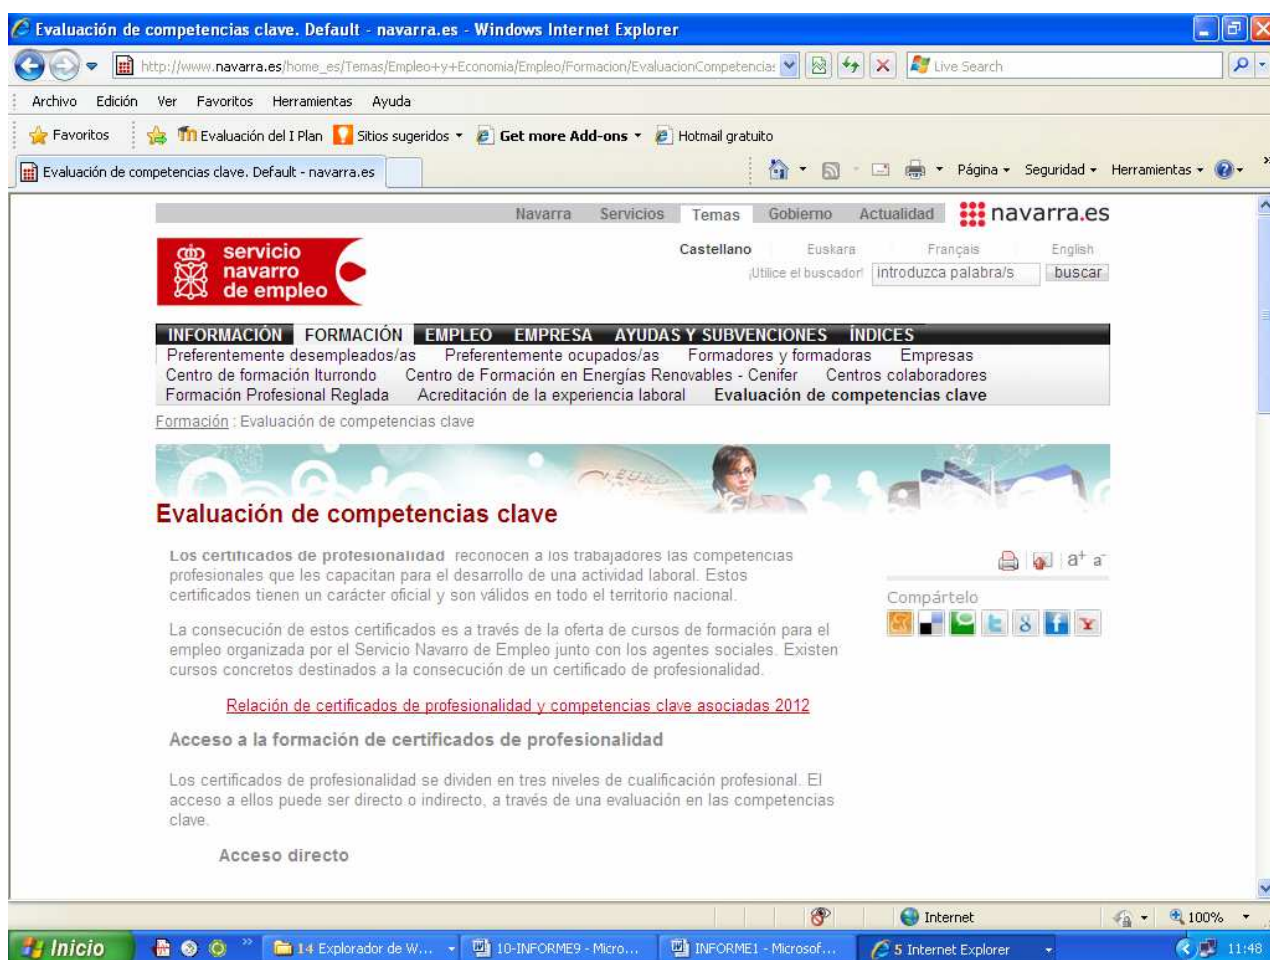 Evaluación de competencias clave. Default - navarra.es - Windows Internet Explorer
http://www.navarra.es/home_es/Temas/Empleo+y+Economia/Empleo/Formacion/EvaluacionCompetencias
Live Search
Archivo Edición Ver Favoritos Herramientas Ayuda
Favoritos Evaluación del I Plan Sitios sugeridos Get more Add-ons Hotmail gratuito
Evaluación de competencias clave. Default - navarra.es Página Seguridad Herramientas
Navarra Servicios Temas Gobierno Actualidad navarra.es
servicio
navarro
de empleo
Castellano Euskara Français English
¡Utilice el buscador! introduzca palabra/s buscar
INFORMACIÓN FORMACIÓN EMPLEO EMPRESA AYUDAS Y SUBVENCIONES ÍNDICES
Preferentemente desempleados/as Preferentemente ocupados/as Formadores y formadoras Empresas
Centro de formación Iturrondo Centro de Formación en Energías Renovables - Cenifer Centros colaboradores
Formación Profesional Reglada Acreditación de la experiencia laboral Evaluación de competencias clave
Formación : Evaluación de competencias clave
Evaluación de competencias clave
Los certificados de profesionalidad reconocen a los trabajadores las competencias
profesionales que les capacitan para el desarrollo de una actividad laboral. Estos
certificados tienen un carácter oficial y son válidos en todo el territorio nacional.
a+ a-
Compártelo
La consecución de estos certificados es a través de la oferta de cursos de formación para el
empleo organizada por el Servicio Navarro de Empleo junto con los agentes sociales. Existen
cursos concretos destinados a la consecución de un certificado de profesionalidad.
Relación de certificados de profesionalidad y competencias clave asociadas 2012
Acceso a la formación de certificados de profesionalidad
Los certificados de profesionalidad se dividen en tres niveles de cualificación profesional. El
acceso a ellos puede ser directo o indirecto, a través de una evaluación en las competencias
clave.
Acceso directo
Internet 100%
Inicio 14 Explorador de W... 10-INFORME9 - Micro... INFORME1 - Microsof... 5 Internet Explorer 11:48